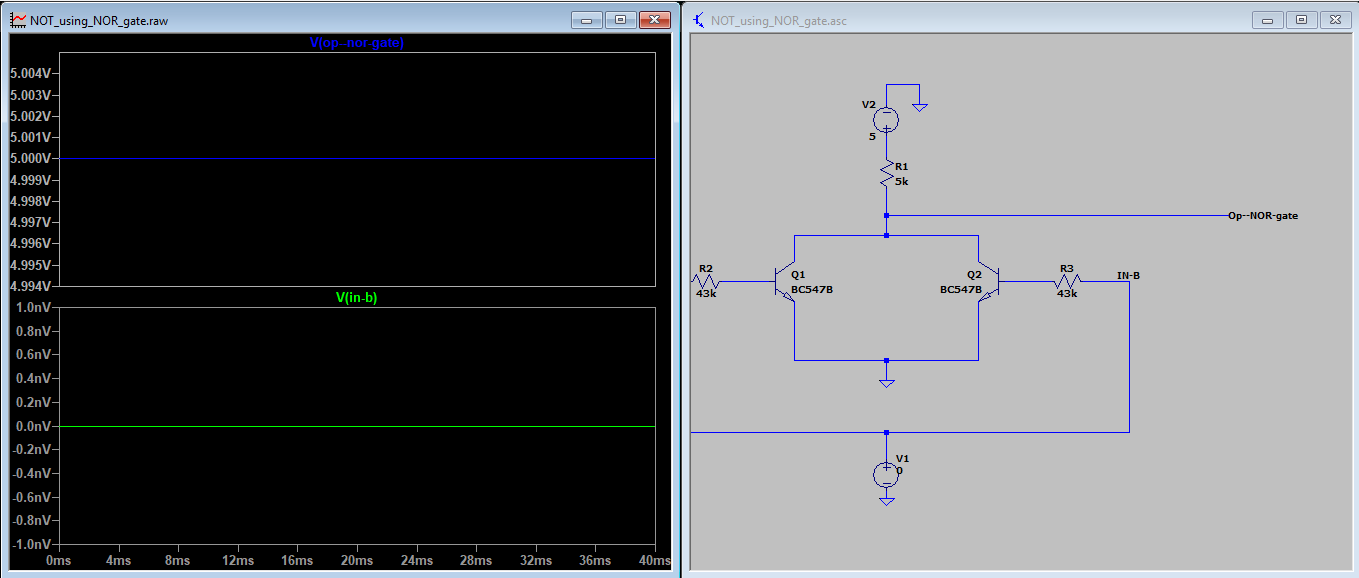 NOT_using_NOR_gate.raw
V(op--nor-gate)
5.004V
5.003V
5.002V
5.001V
5.000V
4.999V
4.998V
4.997V
4.996V
4.995V
4.994V
V(in-b)
1.0nV
0.8nV
0.6nV
0.4nV
0.2nV
0.0nV
-0.2nV
-0.4nV
-0.6nV
-0.8nV
-1.0nV
0ms 4ms 8ms 12ms 16ms 20ms 24ms 28ms 32ms 36ms 40ms
NOT_using_NOR_gate.asc
V2
5
R1
5k
Op--NOR-gate
R2
43k
Q1
BC547B
Q2
BC547B
R3
43k
IN-B
V1
0